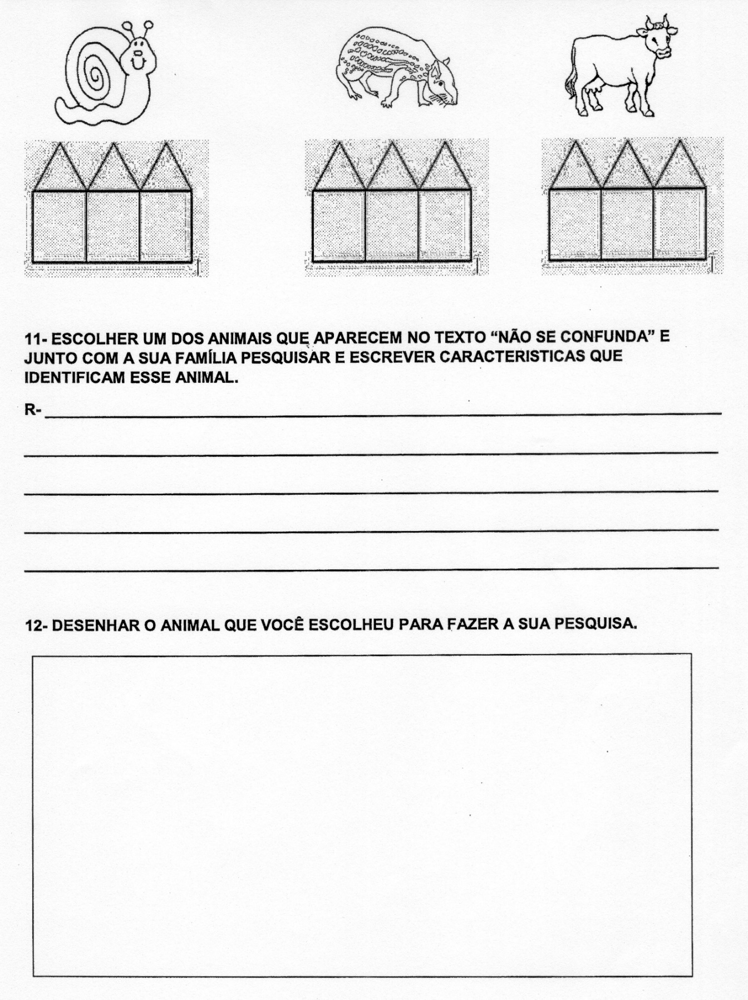 11- ESCOLHER UM DOS ANIMAIS QUE APARECEM NO TEXTO “NÃO SE CONFUNDA” E
JUNTO COM A SUA FAMÍLIA PESQUISAR E ESCREVER CARACTERISTICAS QUE
IDENTIFICAM ESSE ANIMAL.
R-
12- DESENHAR O ANIMAL QUE VOCÊ ESCOLHEU PARA FAZER A SUA PESQUISA.